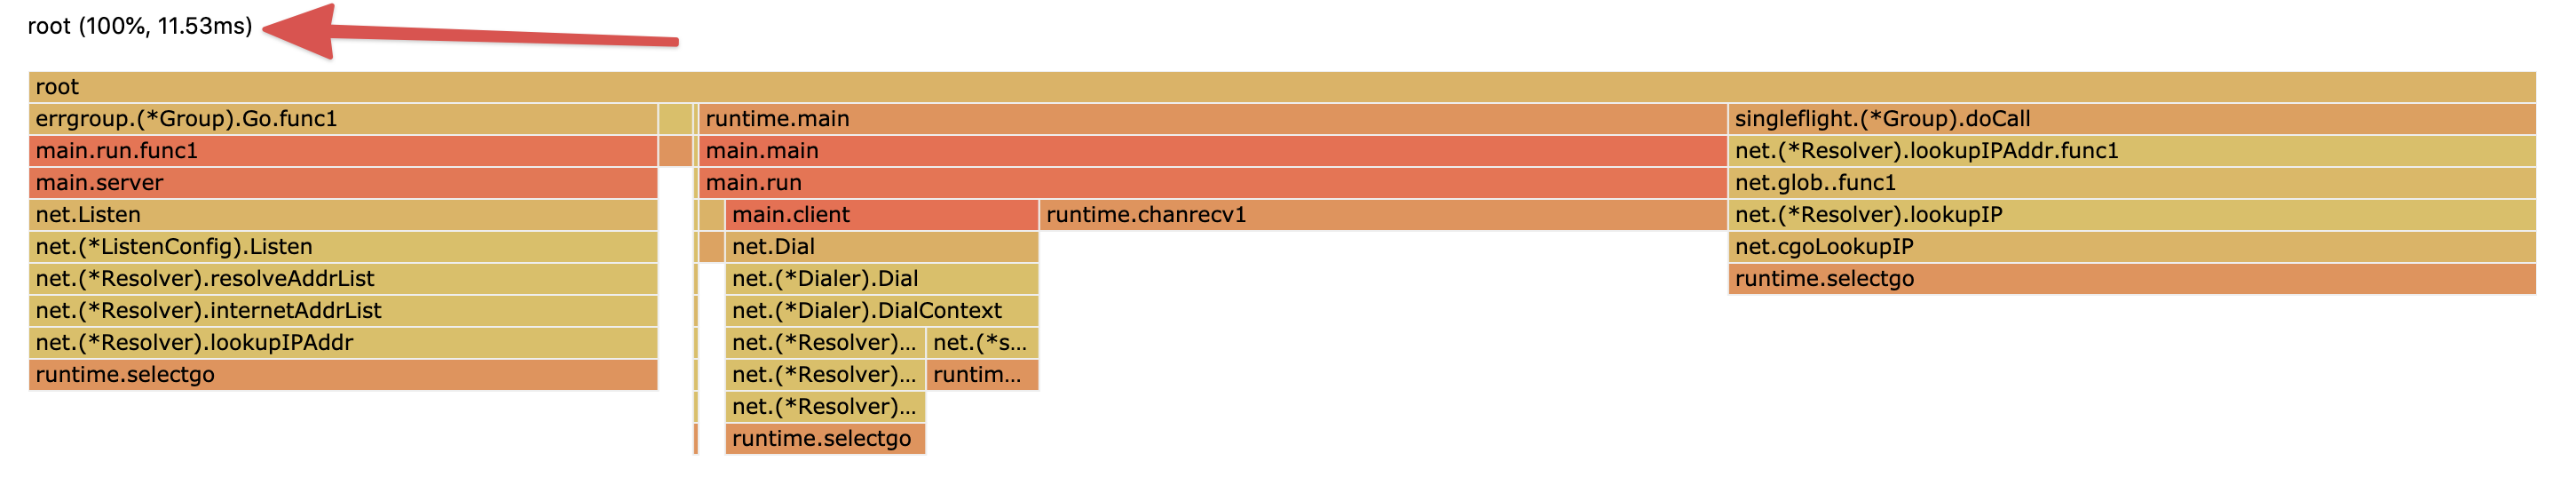 root (100%, 11.53ms)
root
errgroup.(*Group).Go.func1 runtime.main singleflight.(*Group).doCall
main.run.func1 main.main net.(*Resolver).lookupIPAddr.func1
main.server main.run net.glob..func1
net.Listen main.client runtime.chanrecv1 net.(*Resolver).lookupIP
net.(*ListenConfig).Listen net.Dial net.cgoLookupIP
net.(*Resolver).resolveAddrList net.(*Dialer).Dial runtime.selectgo
net.(*Resolver).internetAddrList net.(*Dialer).DialContext
net.(*Resolver).lookupIPAddr net.(*Resolver)... net.(*s...
runtime.selectgo net.(*Resolver)... runtim...
net.(*Resolver)...
runtime.selectgo